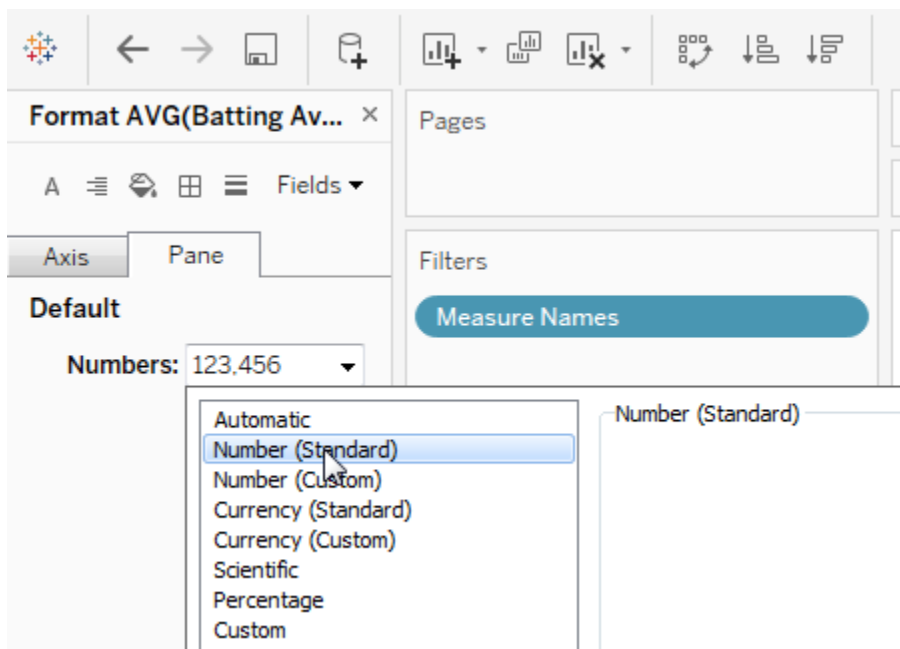 Format AVG(Batting Av...
Pages
A
Fields
Axis
Pane
Filters
Default
Measure Names
Numbers: 123,456
Automatic
Number (Standard)
Number (Custom)
Currency (Standard)
Currency (Custom)
Scientific
Percentage
Custom
Number (Standard)